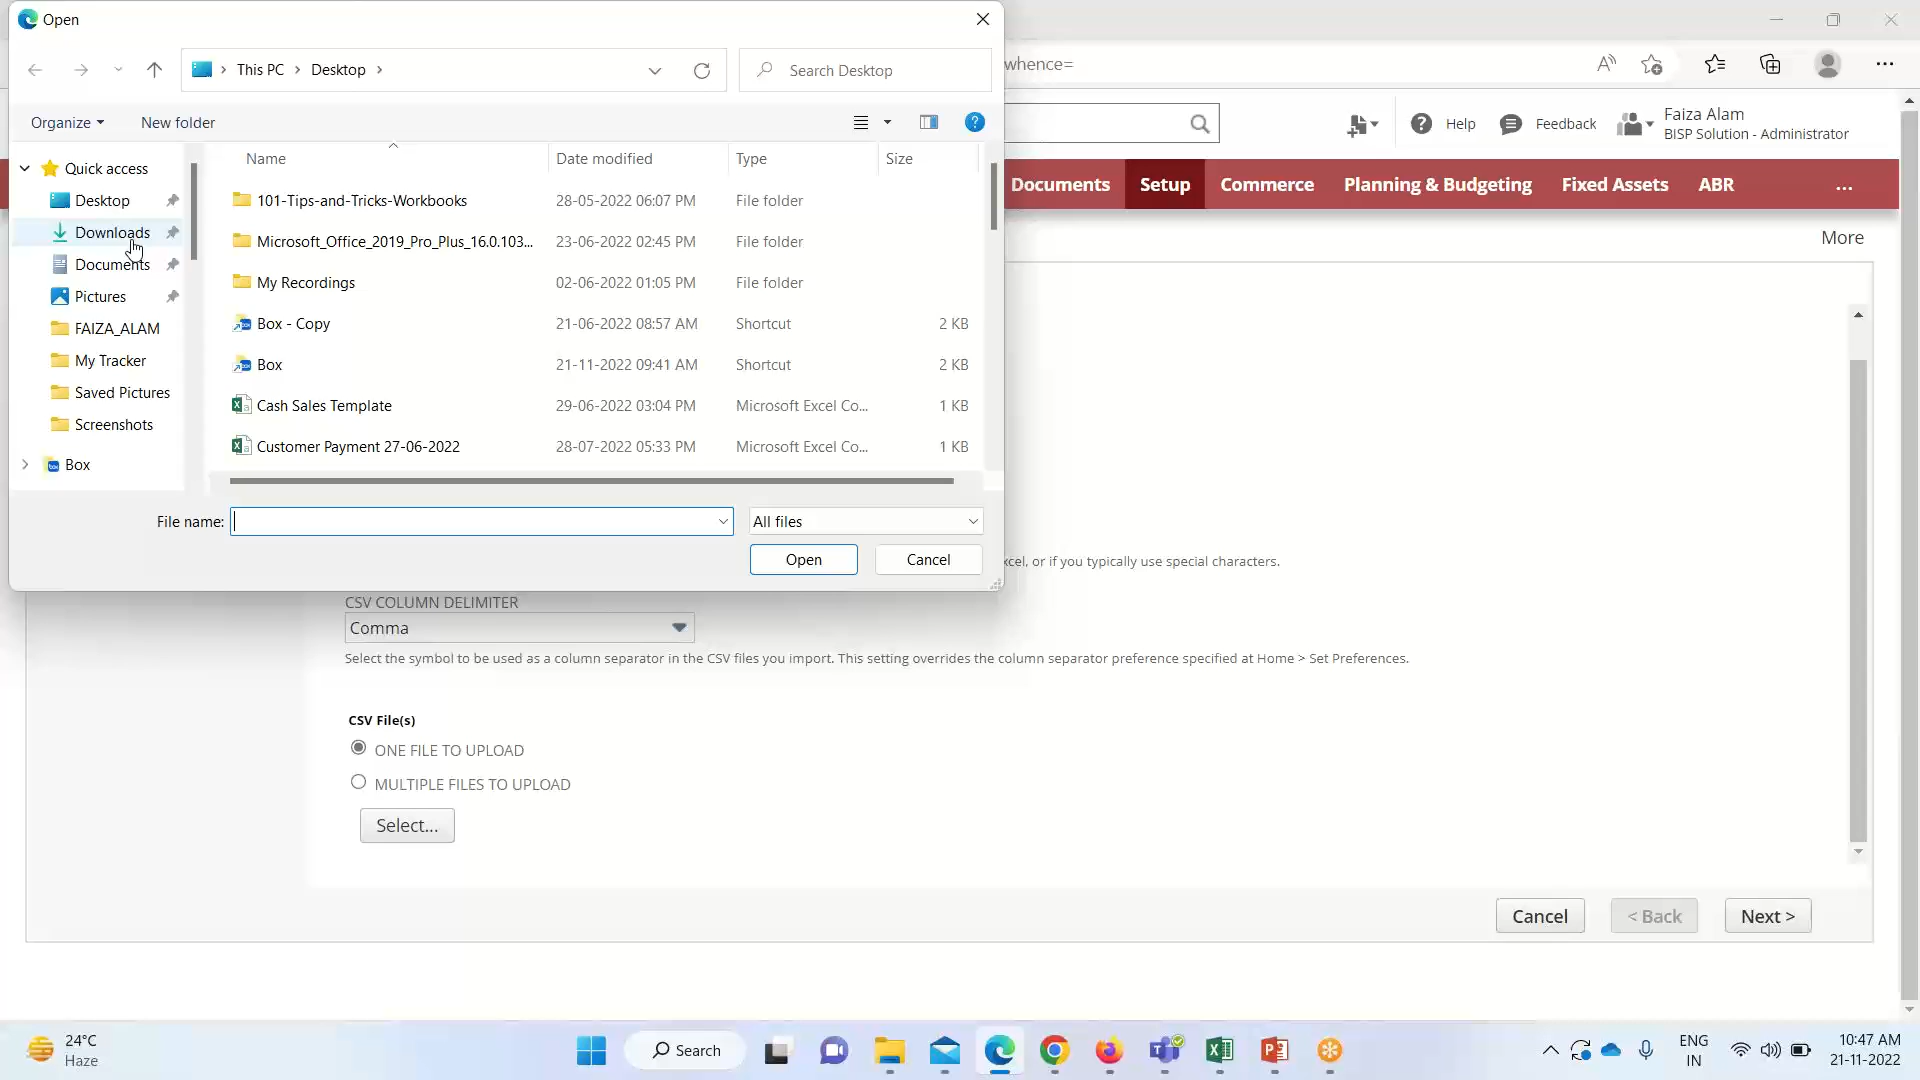 Open
This PC > Desktop >
Search Desktop
whence=
Organize
New folder
Help
Feedback
Faiza Alam
BISP Solution - Administrator
Documents Setup Commerce Planning & Budgeting Fixed Assets ABR ...
More
Quick access
Desktop
Downloads
Documents
Pictures
FAIZA_ALAM
My Tracker
Saved Pictures
Screenshots
Box
Name Date modified Type Size
101-Tips-and-Tricks-Workbooks 28-05-2022 06:07 PM File folder
Microsoft_Office_2019_Pro_Plus_16.0.103... 23-06-2022 02:45 PM File folder
My Recordings 02-06-2022 01:05 PM File folder
Box - Copy 21-06-2022 08:57 AM Shortcut 2 KB
Box 21-11-2022 09:41 AM Shortcut 2 KB
Cash Sales Template 29-06-2022 03:04 PM Microsoft Excel Co... 1 KB
Customer Payment 27-06-2022 28-07-2022 05:33 PM Microsoft Excel Co... 1 KB
File name:
All files
Open Cancel
cel, or if you typically use special characters.
CSV COLUMN DELIMITER
Comma
Select the symbol to be used as a column separator in the CSV files you import. This setting overrides the column separator preference specified at Home > Set Preferences.
CSV File(s)
ONE FILE TO UPLOAD
MULTIPLE FILES TO UPLOAD
Select...
Cancel < Back Next >
24°C
Haze
Search
ENG
IN
10:47 AM
21-11-2022